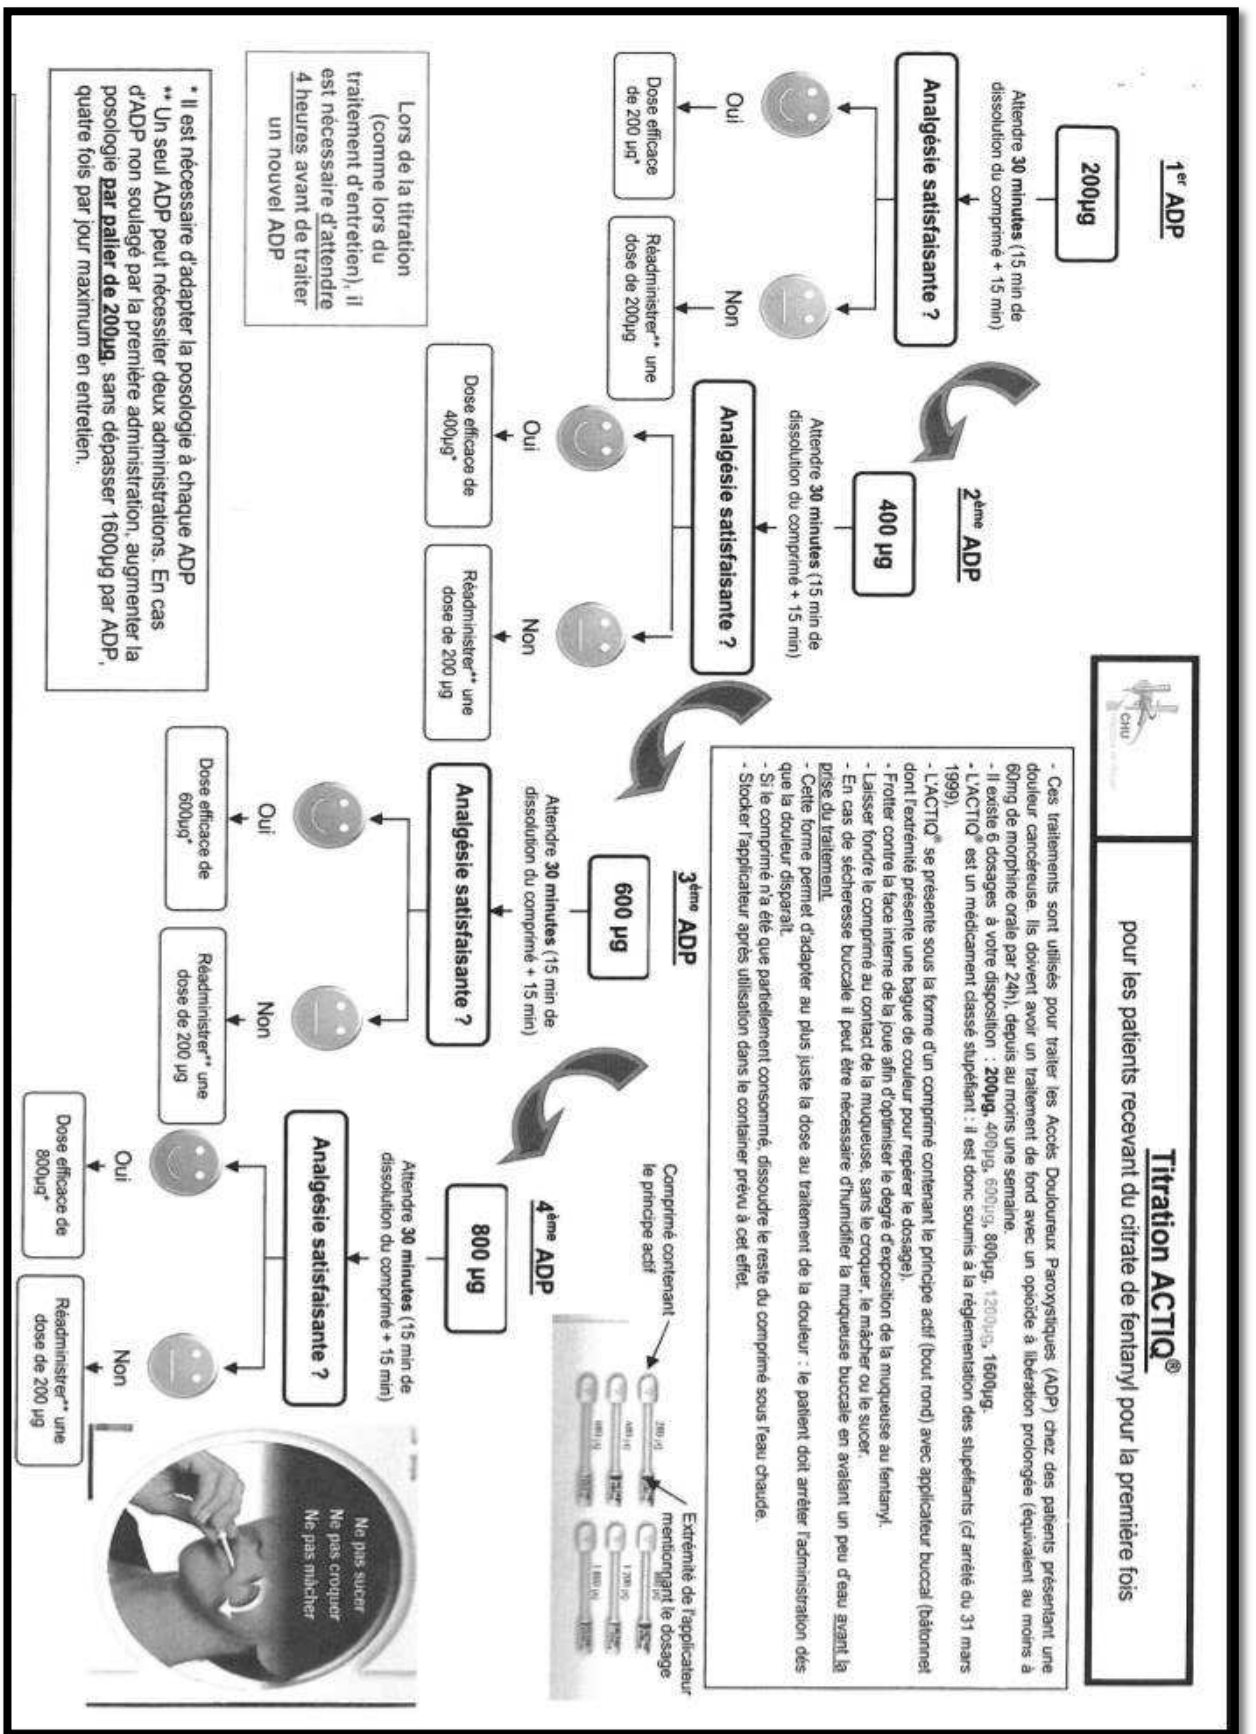 CHU
Titration ACTIQ®
pour les patients recevant du citrate de fentanyl pour la première fois
- Ces traitements sont utilisés pour traiter les Accès Douloureux Paroxystiques (ADP) chez des patients présentant une
douleur cancéreuse. Ils doivent avoir un traitement de fond avec un opioïde à libération prolongée (équivalent au moins à
60mg de morphine orale par 24h), depuis au moins une semaine.
- Il existe 6 dosages à votre disposition : 200µg, 400µg, 600µg, 800µg, 1200µg, 1600µg.
- L'ACTIQ® est un médicament classé stupéfiant : il est donc soumis à la réglementation des stupéfiants (cf arrêté du 31 mars
1999).
- L'ACTIQ® se présente sous la forme d'un comprimé contenant le principe actif (bout rond) avec applicateur buccal (bâtonnet
dont l'extrémité présente une bague de couleur pour repérer le dosage).
- Frotter contre la face interne de la joue afin d'optimiser le degré d'exposition de la muqueuse au fentanyl.
- Laisser fondre le comprimé au contact de la muqueuse, sans le croquer, le mâcher ou le sucer.
- En cas de sécheresse buccale il peut être nécessaire d'humidifier la muqueuse buccale en avalant un peu d'eau avant la
prise du traitement.
- Cette forme permet d'adapter au plus juste la dose au traitement de la douleur : le patient doit arrêter l'administration dès
que la douleur disparaît.
- Si le comprimé n'a été que partiellement consommé, dissoudre le reste du comprimé sous l'eau chaude.
- Stocker l'applicateur après utilisation dans le container prévu à cet effet.
1er ADP
200µg
Attendre 30 minutes (15 min de
dissolution du comprimé + 15 min)
Analgésie satisfaisante ?
Oui
Non
Dose efficace
de 200 µg*
Réadministrer** une
dose de 200µg
2ème ADP
400 µg
Attendre 30 minutes (15 min de
dissolution du comprimé + 15 min)
Analgésie satisfaisante ?
Oui
Non
Dose efficace de
400µg*
Réadministrer** une
dose de 200 µg
3ème ADP
600 µg
Attendre 30 minutes (15 min de
dissolution du comprimé + 15 min)
Analgésie satisfaisante ?
Oui
Non
Dose efficace de
600µg*
Réadministrer** une
dose de 200 µg
4ème ADP
800 µg
Attendre 30 minutes (15 min de
dissolution du comprimé + 15 min)
Analgésie satisfaisante ?
Oui
Non
Dose efficace de
800µg*
Réadministrer** une
dose de 200 µg
Comprimé contenant
le principe actif
Extrémité de l'applicateur
mentionnant le dosage
Ne pas sucer
Ne pas croquer
Ne pas mâcher
Lors de la titration
(comme lors du
traitement d'entretien), il
est nécessaire d'attendre
4 heures avant de traiter
un nouvel ADP
* Il est nécessaire d'adapter la posologie à chaque ADP
** Un seul ADP peut nécessiter deux administrations. En cas
d'ADP non soulagé par la première administration, augmenter la
posologie par palier de 200µg, sans dépasser 1600µg par ADP,
quatre fois par jour maximum en entretien.